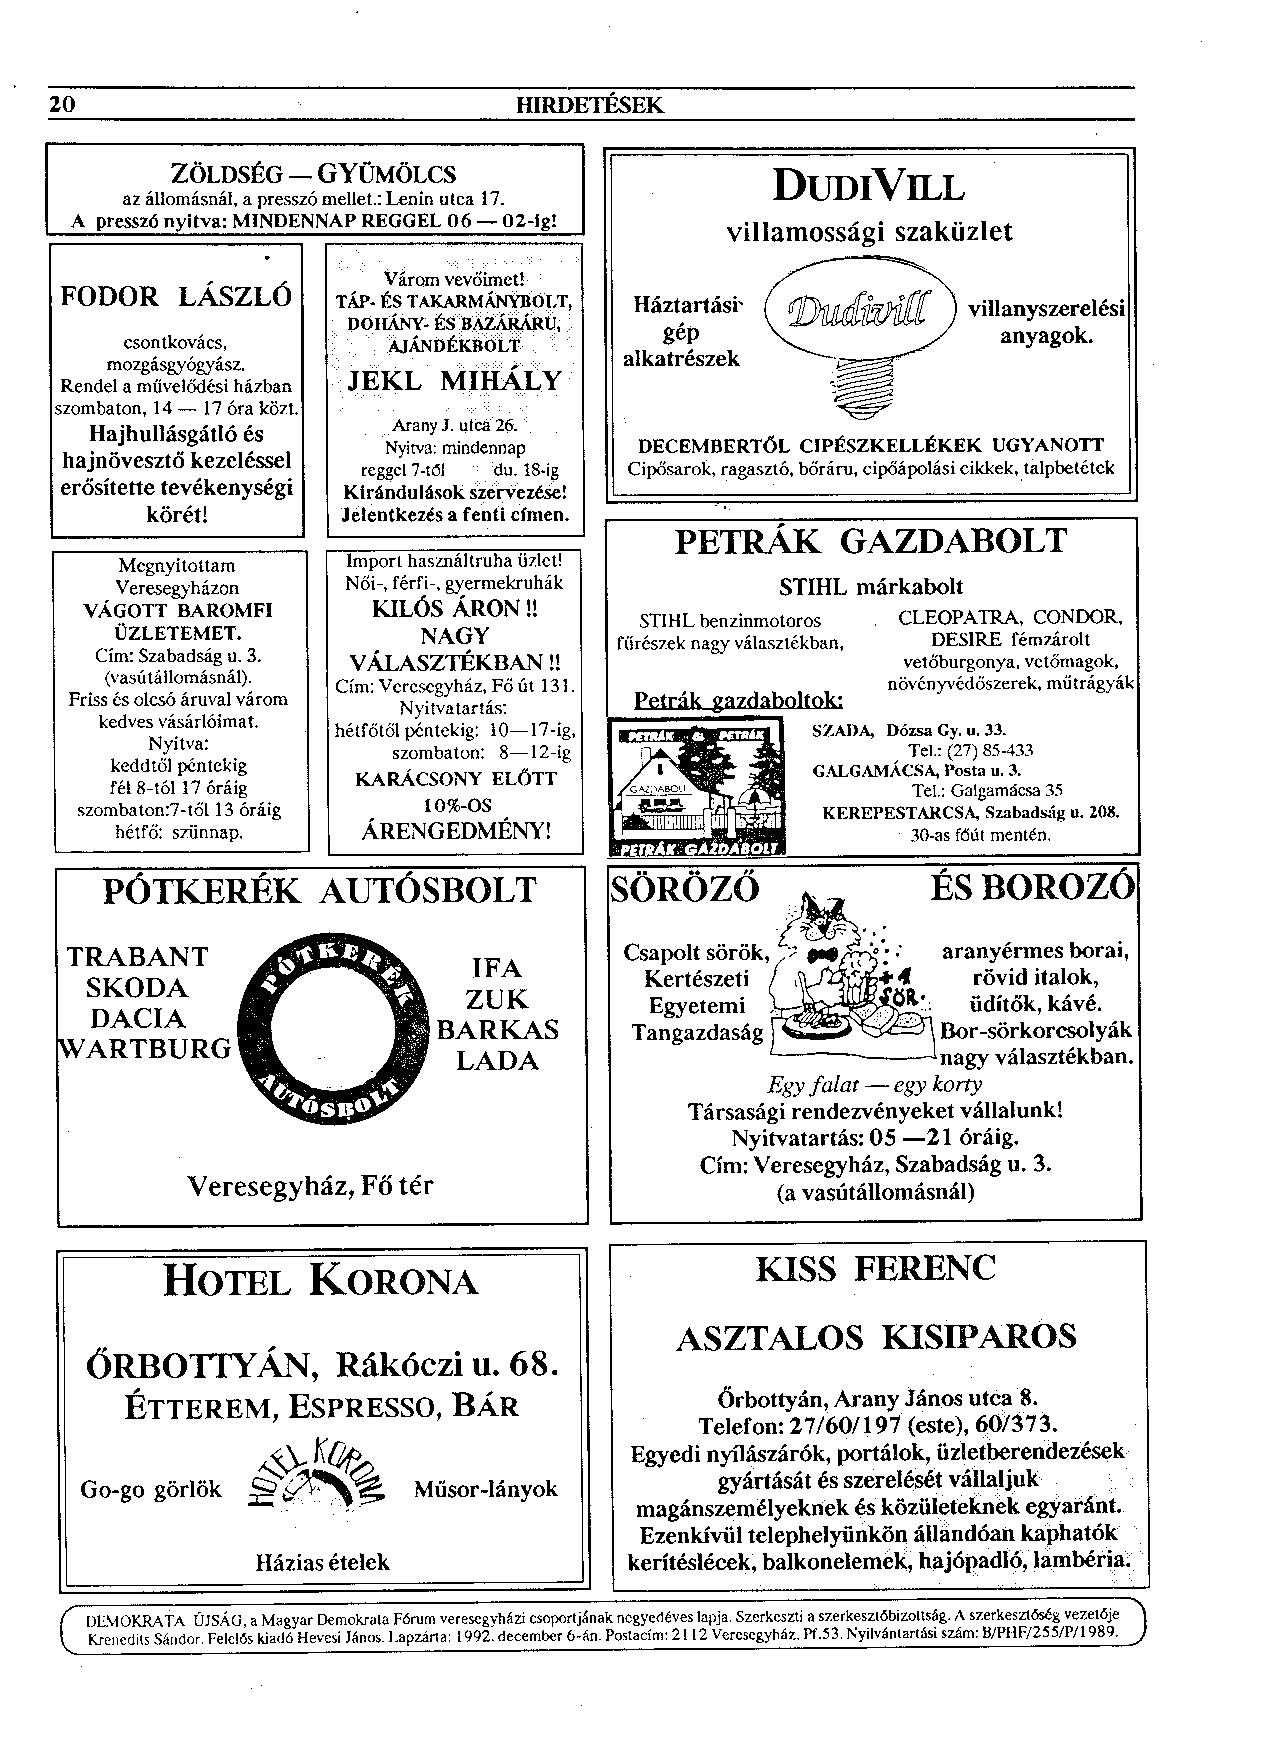 20
HIRDETÉSEK
ZÖLDSÉG — GYÜMÖLCS
az állomásnál, a presszó mellet.: Lenin utca 17.
A presszó nyitva: MINDENNAP REGGEL 06 — 02-ig!
FODOR LÁSZLÓ
csontkovács,
mozgásgyógyász.
Rendel a művelődési házban
szombaton, 14 — 17 óra közt.
Hajhullásgátló és
hajnövesztő kezeléssel
erősítette tevékenységi
körét!
Várom vevőimet!
TÁP- ÉS TAKARMÁNYBOLT,
DOHÁNY- ÉS BAZÁRÁRU,
AJÁNDÉKBOLT
JEKL MIHÁLY
Arany J. utca 26.
Nyitva: mindennap
reggel 7-től du. 18-ig
Kirándulások szervezése!
Jelentkezés a fenti címen.
DUDIVILL
villamossági szaküzlet
Háztartási
gép
alkatrészek
Dudivill
villanyszerelési
anyagok.
DECEMBERTŐL CIPÉSZKELLÉKEK UGYANOTT
Cipősarok, ragasztó, bőráru, cipőápolási cikkek, talpbetétek
Megnyitottam
Veresegyházon
VÁGOTT BAROMFI
ÜZLETEMET.
Cím: Szabadság u. 3.
(vasútállomásnál).
Friss és olcsó áruval várom
kedves vásárlóimat.
Nyitva:
keddtől péntekig
fél 8-tól 17 óráig
szombaton:7-től 13 óráig
hétfő: szünnap.
Import használtruha üzlet!
Női-, férfi-, gyermekruhák
KILÓS ÁRON !!
NAGY
VÁLASZTÉKBAN !!
Cím: Veresegyház, Fő út 131.
Nyitvatartás:
hétfőtől péntekig: 10—17-ig,
szombaton: 8—12-ig
KARÁCSONY ELŐTT
10%-OS
ÁRENGEDMÉNY!
PETRÁK GAZDABOLT
STIHL márkabolt
STIHL benzinmotoros
fűrészek nagy választékban,
CLEOPATRA, CONDOR,
DESIRE fémzárolt
vetőburgonya, vetőmagok,
növényvédőszerek, műtrágyák
Petrák gazdaboltok:
PETRÁK PETRÁK
GAZDABOLT
PETRÁK GAZDABOLT
SZADA, Dózsa Gy. u. 33.
Tel.: (27) 85-433
GALGAMÁCSA, Posta u. 3.
Tel.: Galgamácsa 35
KEREPESTARCSA, Szabadság u. 208.
30-as főút mentén.
PÓTKERÉK AUTÓSBOLT
TRABANT
SKODA
DACIA
WARTBURG
PÓTKERÉK
AUTÓSBOLT
IFA
ZUK
BARKAS
LADA
Veresegyház, Fő tér
SÖRÖZŐ ÉS BOROZÓ
Csapolt sörök,
Kertészeti
Egyetemi
Tangazdaság
SÖR
aranyérmes borai,
rövid italok,
üdítők, kávé.
Bor-sörkorcsolyák
nagy választékban.
Egy falat — egy korty
Társasági rendezvényeket vállalunk!
Nyitvatartás: 05 —21 óráig.
Cím: Veresegyház, Szabadság u. 3.
(a vasútállomásnál)
HOTEL KORONA
ŐRBOTTYÁN, Rákóczi u. 68.
ÉTTEREM, ESPRESSO, BÁR
Go-go görlök
HOTEL KORONA
Műsor-lányok
Házias ételek
KISS FERENC
ASZTALOS KISIPAROS
Őrbottyán, Arany János utca 8.
Telefon: 27/60/197 (este), 60/373.
Egyedi nyílászárók, portálok, üzletberendezések
gyártását és szerelését vállaljuk
magánszemélyeknek és közületeknek egyaránt.
Ezenkívül telephelyünkön állandóan kaphatók
kerítéslécek, balkonelemek, hajópadló, lambéria.
DEMOKRATA ÚJSÁG, a Magyar Demokrata Fórum veresegyházi csoportjának negyedéves lapja. Szerkeszti a szerkesztőbizottság. A szerkesztőség vezetője
Krenedits Sándor. Felelős kiadó Hevesi János. Lapzárta: 1992. december 6-án. Postacím: 2112 Veresegyház. Pf.53. Nyilvántartási szám: B/PHF/255/P/1989.